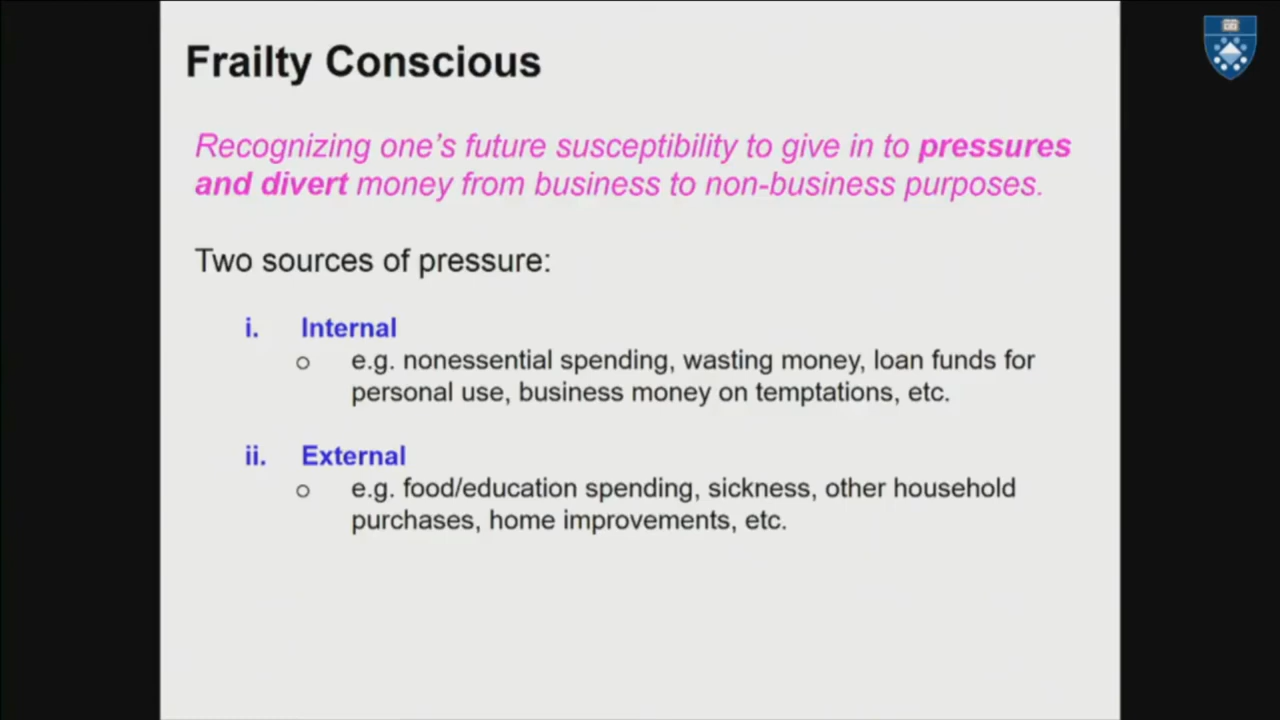 Frailty Conscious
Recognizing one's future susceptibility to give in to pressures
and divert money from business to non-business purposes.
Two sources of pressure:
i. Internal
o e.g. nonessential spending, wasting money, loan funds for
personal use, business money on temptations, etc.
ii. External
o e.g. food/education spending, sickness, other household
purchases, home improvements, etc.